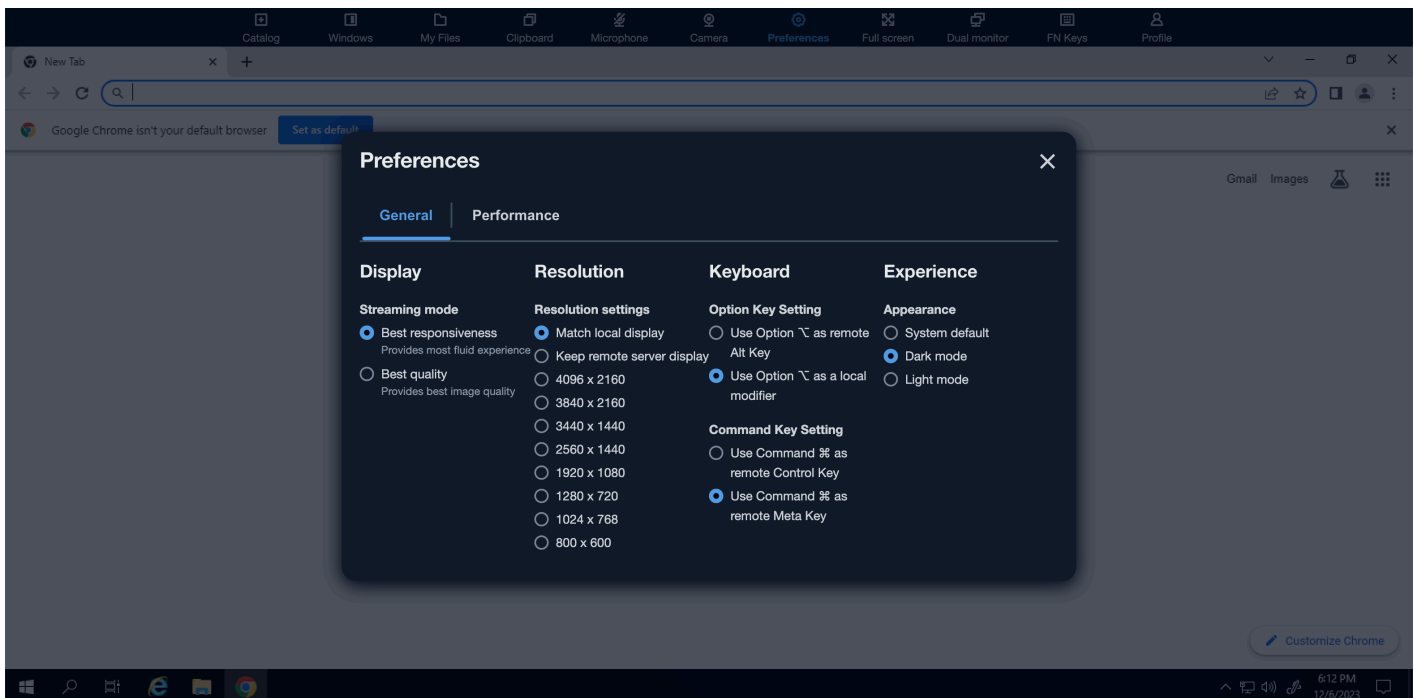 Catalog
Windows
My Files
Clipboard
Microphone
Camera
Preferences
Full screen
Dual monitor
FN Keys
Profile
New Tab
Google Chrome isn't your default browser
Set as default
Gmail
Images
Preferences
General
Performance
Display
Streaming mode
Best responsiveness
Provides most fluid experience
Best quality
Provides best image quality
Resolution
Resolution settings
Match local display
Keep remote server display
4096 x 2160
3840 x 2160
3440 x 1440
2560 x 1440
1920 x 1080
1280 x 720
1024 x 768
800 x 600
Keyboard
Option Key Setting
Use Option ⌥ as remote
Alt Key
Use Option ⌥ as a local
modifier
Command Key Setting
Use Command ⌘ as
remote Control Key
Use Command ⌘ as
remote Meta Key
Experience
Appearance
System default
Dark mode
Light mode
Customize Chrome
6:12 PM
12/6/2023